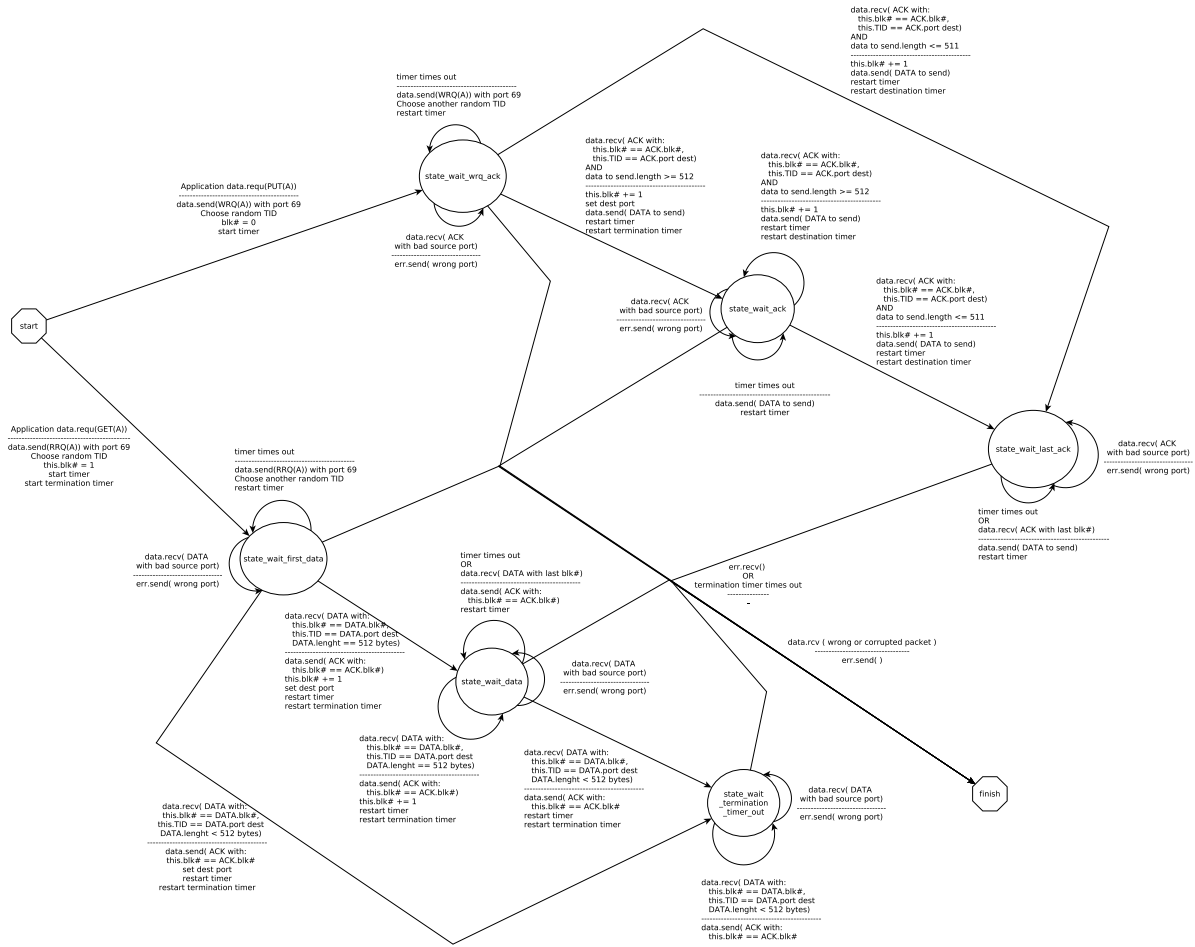 data.recv( ACK with:
this.blk# == ACK.blk#,
this.TID == ACK.port dest)
AND
data to send.length <= 511
----------------------------------------
this.blk# += 1
data.send( DATA to send)
restart timer
restart destination timer
timer times out
----------------------------------------
data.send(WRQ(A)) with port 69
Choose another random TID
restart timer
state_wait_wrq_ack
data.recv( ACK
with bad source port)
------------------------------
err.send( wrong port)
Application data.requ(PUT(A))
----------------------------------------
data.send(WRQ(A)) with port 69
Choose random TID
blk# = 0
start timer
data.recv( ACK with:
this.blk# == ACK.blk#,
this.TID == ACK.port dest)
AND
data to send.length >= 512
----------------------------------------
this.blk# += 1
set dest port
data.send( DATA to send)
restart timer
restart termination timer
data.recv( ACK with:
this.blk# == ACK.blk#,
this.TID == ACK.port dest)
AND
data to send.length >= 512
----------------------------------------
this.blk# += 1
data.send( DATA to send)
restart timer
restart destination timer
start
data.recv( ACK
with bad source port)
------------------------------
err.send( wrong port)
state_wait_ack
data.recv( ACK with:
this.blk# == ACK.blk#,
this.TID == ACK.port dest)
AND
data to send.length <= 511
----------------------------------------
this.blk# += 1
data.send( DATA to send)
restart timer
restart destination timer
timer times out
----------------------------------------
data.send( DATA to send)
restart timer
Application data.requ(GET(A))
----------------------------------------
data.send(RRQ(A)) with port 69
Choose random TID
this.blk# = 1
start timer
start termination timer
state_wait_last_ack
data.recv( ACK
with bad source port)
------------------------------
err.send( wrong port)
timer times out
OR
data.recv( ACK with last blk#)
----------------------------------------
data.send( DATA to send)
restart timer
timer times out
----------------------------------------
data.send(RRQ(A)) with port 69
Choose another random TID
restart timer
data.recv( DATA
with bad source port)
------------------------------
err.send( wrong port)
state_wait_first_data
timer times out
OR
data.recv( DATA with last blk#)
----------------------------------------
data.send( ACK with:
this.blk# == ACK.blk#)
restart timer
err.recv()
OR
termination timer times out
--------------
-
data.recv( DATA with:
this.blk# == DATA.blk#,
this.TID == DATA.port dest
DATA.lenght == 512 bytes)
----------------------------------------
data.send( ACK with:
this.blk# == ACK.blk#)
this.blk# += 1
set dest port
restart timer
restart termination timer
state_wait_data
data.recv( DATA
with bad source port)
------------------------------
err.send( wrong port)
data.rcv ( wrong or corrupted packet )
--------------------------------
err.send( )
data.recv( DATA with:
this.blk# == DATA.blk#,
this.TID == DATA.port dest
DATA.lenght == 512 bytes)
----------------------------------------
data.send( ACK with:
this.blk# == ACK.blk#)
this.blk# += 1
restart timer
restart termination timer
data.recv( DATA with:
this.blk# == DATA.blk#,
this.TID == DATA.port dest
DATA.lenght < 512 bytes)
----------------------------------------
data.send( ACK with:
this.blk# == ACK.blk#
restart timer
restart termination timer
state_wait
_termination
_timer_out
data.recv( DATA
with bad source port)
------------------------------
err.send( wrong port)
finish
data.recv( DATA with:
this.blk# == DATA.blk#,
this.TID == DATA.port dest
DATA.lenght < 512 bytes)
----------------------------------------
data.send( ACK with:
this.blk# == ACK.blk#
set dest port
restart timer
restart termination timer
data.recv( DATA with:
this.blk# == DATA.blk#,
this.TID == DATA.port dest
DATA.lenght < 512 bytes)
----------------------------------------
data.send( ACK with:
this.blk# == ACK.blk#